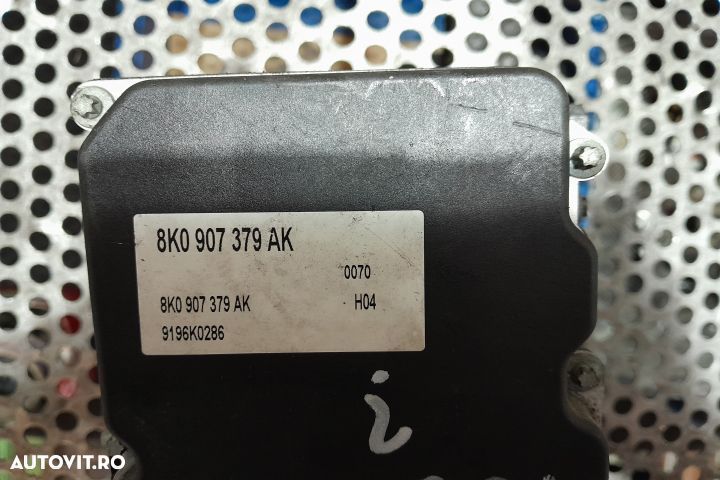 8K0 907 379 AK
0070
8K0 907 379 AK H04
9196K0286
i
AUTOVIT.RO